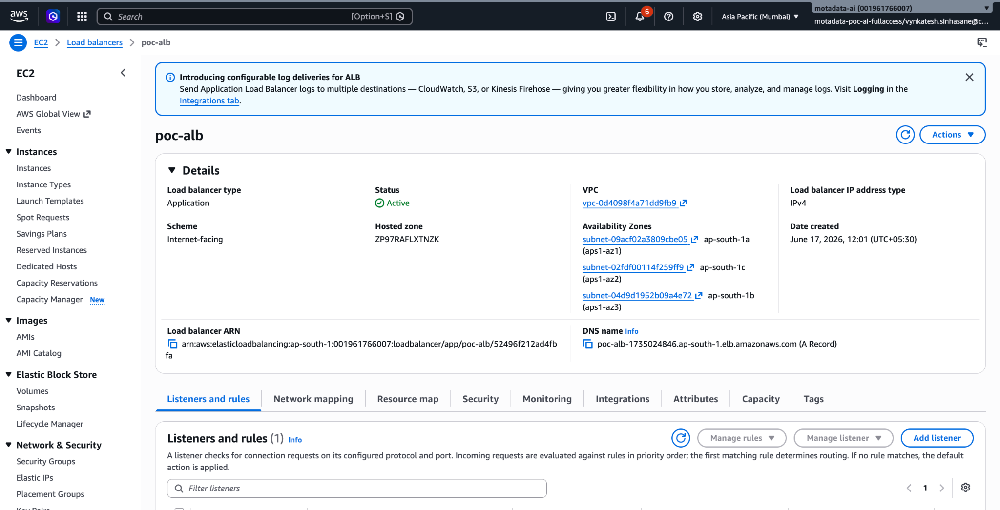 aws
Search
[Option+S]
6
Asia Pacific (Mumbai)
motadata-ai (001961766007)
motadata-poc-ai-fullaccess/vynkatesh.sinhasane@c...
EC2
Load balancers
poc-alb
EC2
Dashboard
AWS Global View
Events
Instances
Instances
Instance Types
Launch Templates
Spot Requests
Savings Plans
Reserved Instances
Dedicated Hosts
Capacity Reservations
Capacity Manager New
Images
AMIs
AMI Catalog
Elastic Block Store
Volumes
Snapshots
Lifecycle Manager
Network & Security
Security Groups
Elastic IPs
Placement Groups
Key Pairs
Introducing configurable log deliveries for ALB
Send Application Load Balancer logs to multiple destinations — CloudWatch, S3, or Kinesis Firehose — giving you greater flexibility in how you store, analyze, and manage logs. Visit Logging in the
Integrations tab.
poc-alb
Actions
Details
Load balancer type
Application
Status
Active
VPC
vpc-0d4098f4a71dd9fb9
Load balancer IP address type
IPv4
Scheme
Internet-facing
Hosted zone
ZP97RAFLXTNZK
Availability Zones
subnet-09acf02a3809cbe05 ap-south-1a
(aps1-az1)
subnet-02fdf00114f259ff9 ap-south-1c
(aps1-az2)
subnet-04d9d1952b09a4e72 ap-south-1b
(aps1-az3)
Date created
June 17, 2026, 12:01 (UTC+05:30)
Load balancer ARN
arn:aws:elasticloadbalancing:ap-south-1:001961766007:loadbalancer/app/poc-alb/52496f212ad4fb
fa
DNS name Info
poc-alb-1735024846.ap-south-1.elb.amazonaws.com (A Record)
Listeners and rules
Network mapping
Resource map
Security
Monitoring
Integrations
Attributes
Capacity
Tags
Listeners and rules (1) Info
Manage rules
Manage listener
Add listener
A listener checks for connection requests on its configured protocol and port. Incoming requests are evaluated against rules in priority order; the first matching rule determines routing. If no rule matches, the default
action is applied.
Filter listeners
1